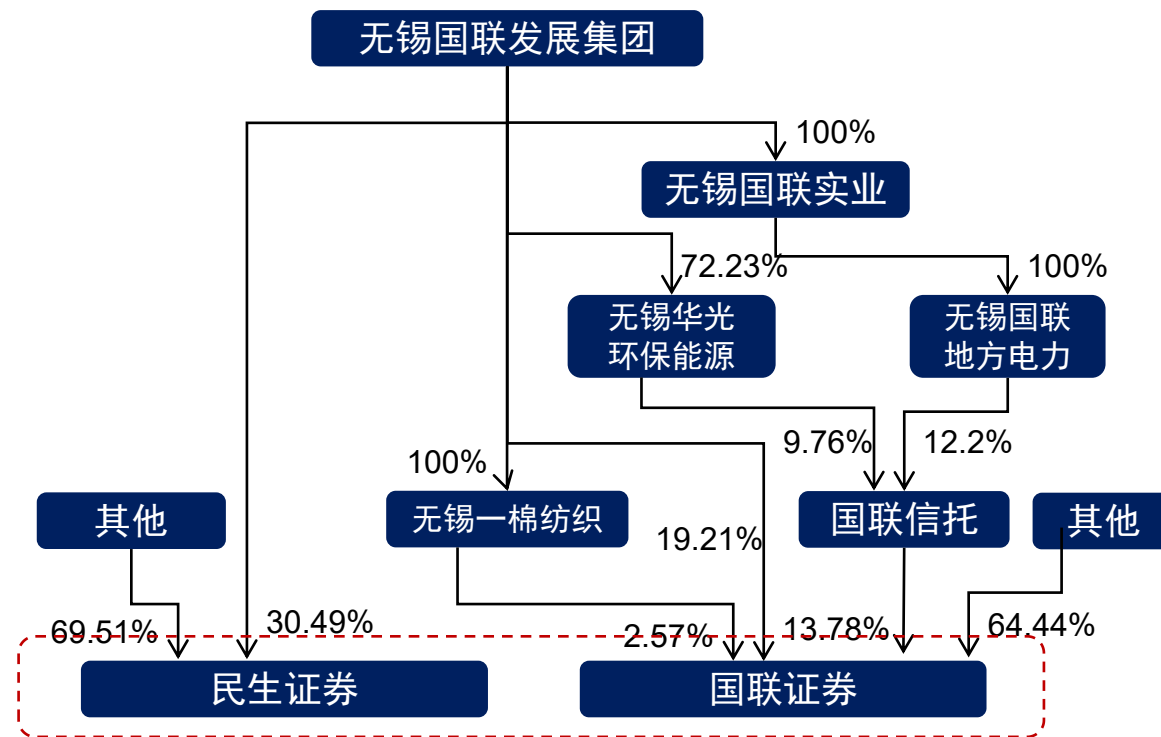 无锡国联发展集团
100%
无锡国联实业
72.23%
100%
无锡华光
环保能源
无锡国联
地方电力
9.76%
12.2%
100%
其他
无锡一棉纺织
国联信托
其他
19.21%
69.51%
30.49%
2.57%
13.78%
64.44%
民生证券
国联证券